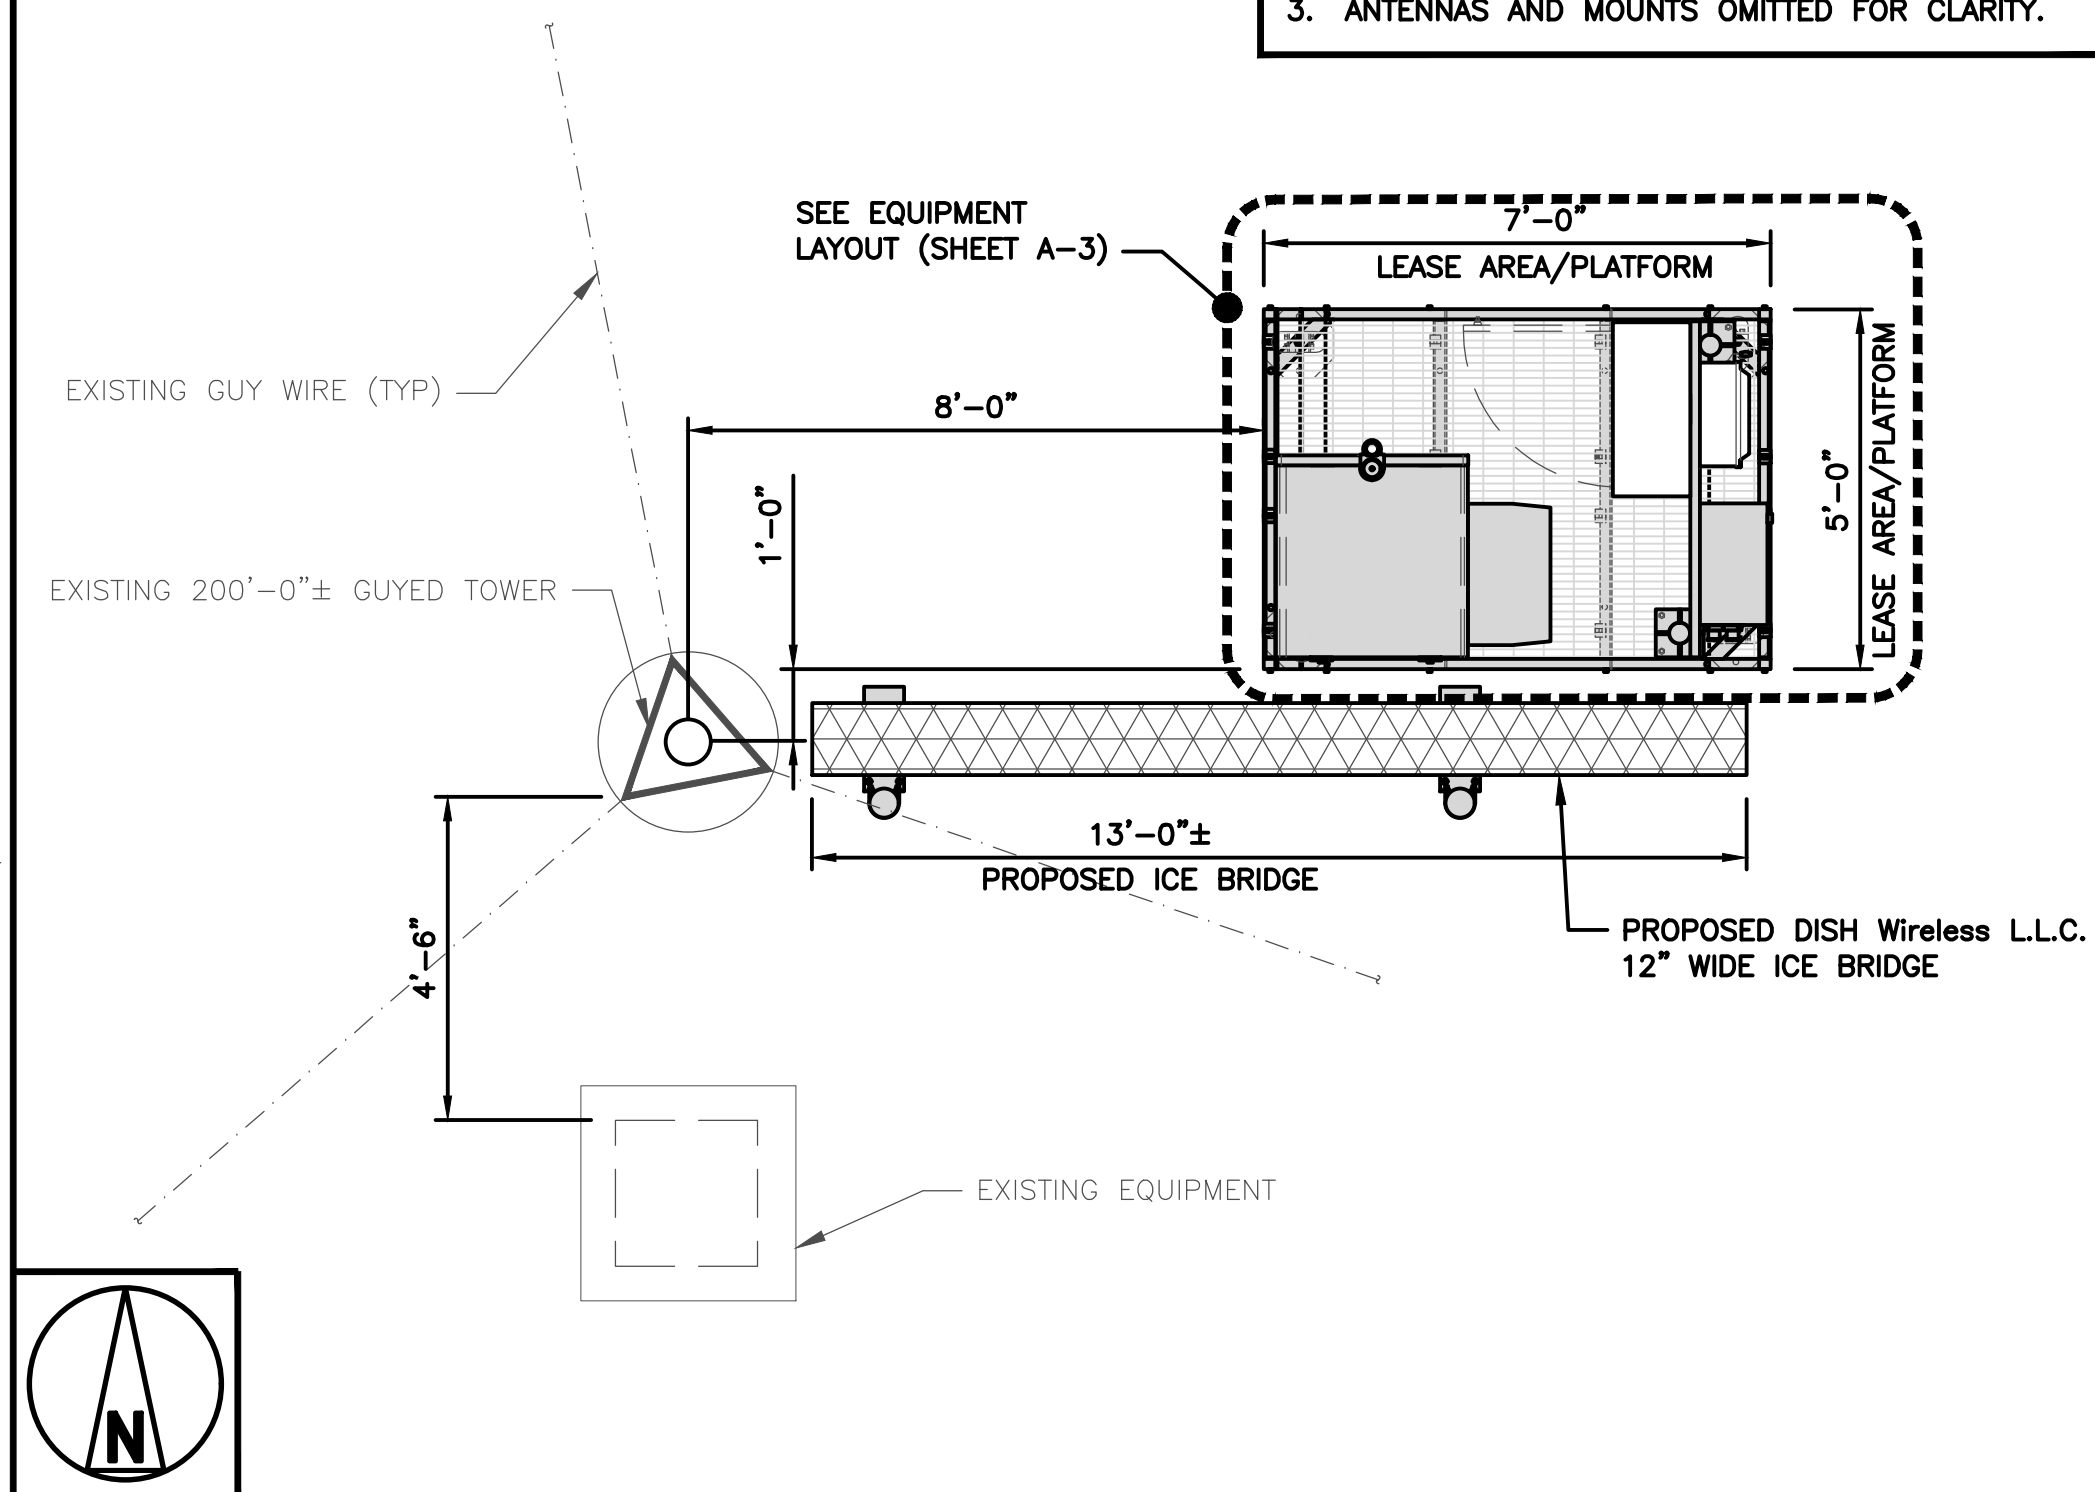 3. ANTENNAS AND MOUNTS OMITTED FOR CLARITY.
SEE EQUIPMENT
LAYOUT (SHEET A-3)
7'-0"
LEASE AREA/PLATFORM
EXISTING GUY WIRE (TYP)
8'-0"
5'-0"
LEASE AREA/PLATFORM
1'-0"
EXISTING 200'-0"± GUYED TOWER
13'-0"±
PROPOSED ICE BRIDGE
4'-6"
PROPOSED DISH Wireless L.L.C.
12" WIDE ICE BRIDGE
EXISTING EQUIPMENT
N